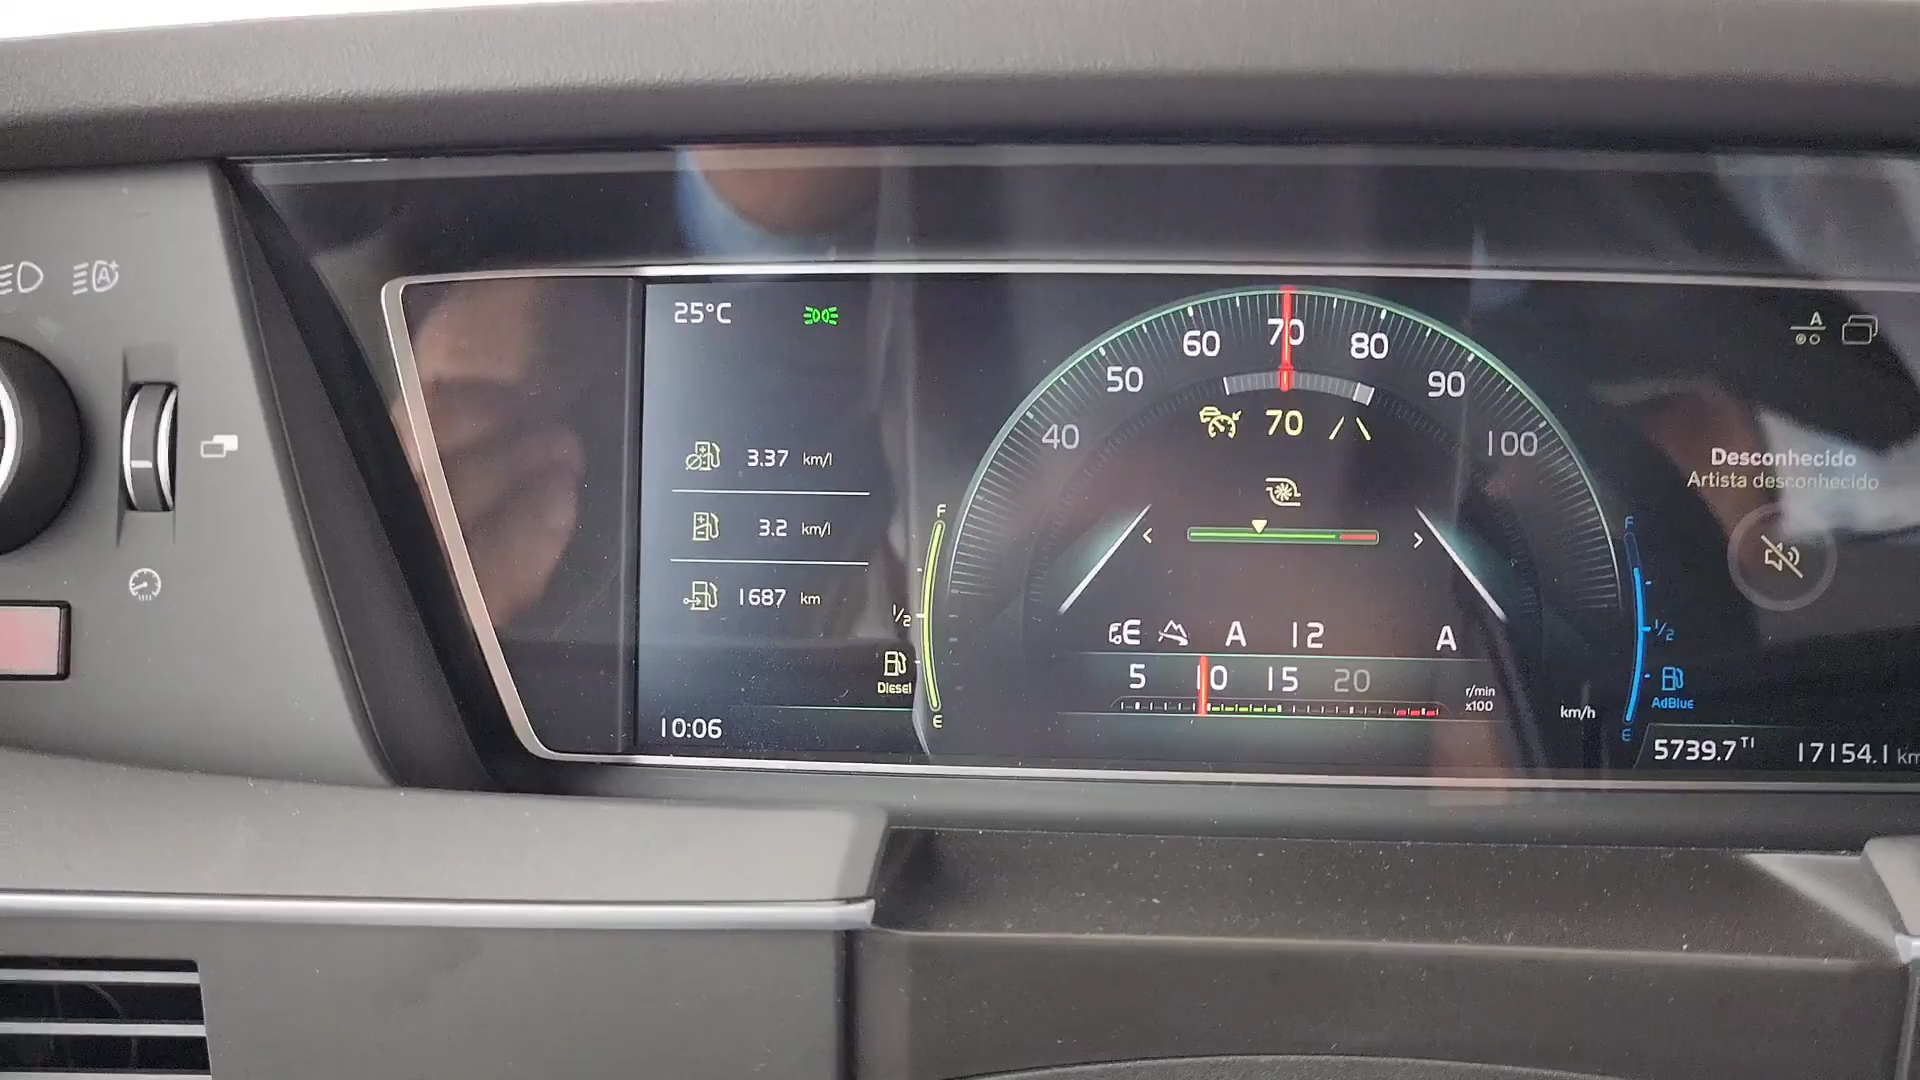 25°C
3.37 km/l
3.2 km/l
1687 km
10:06
F
1/2
Diesel
E
40 50 60 70 80 90 100
70
E A 12 A
5 10 15 20
r/min
x100
km/h
A
Desconhecido
Artista desconhecido
F
1/2
AdBlue
E
5739.7 TI 17154.1 km